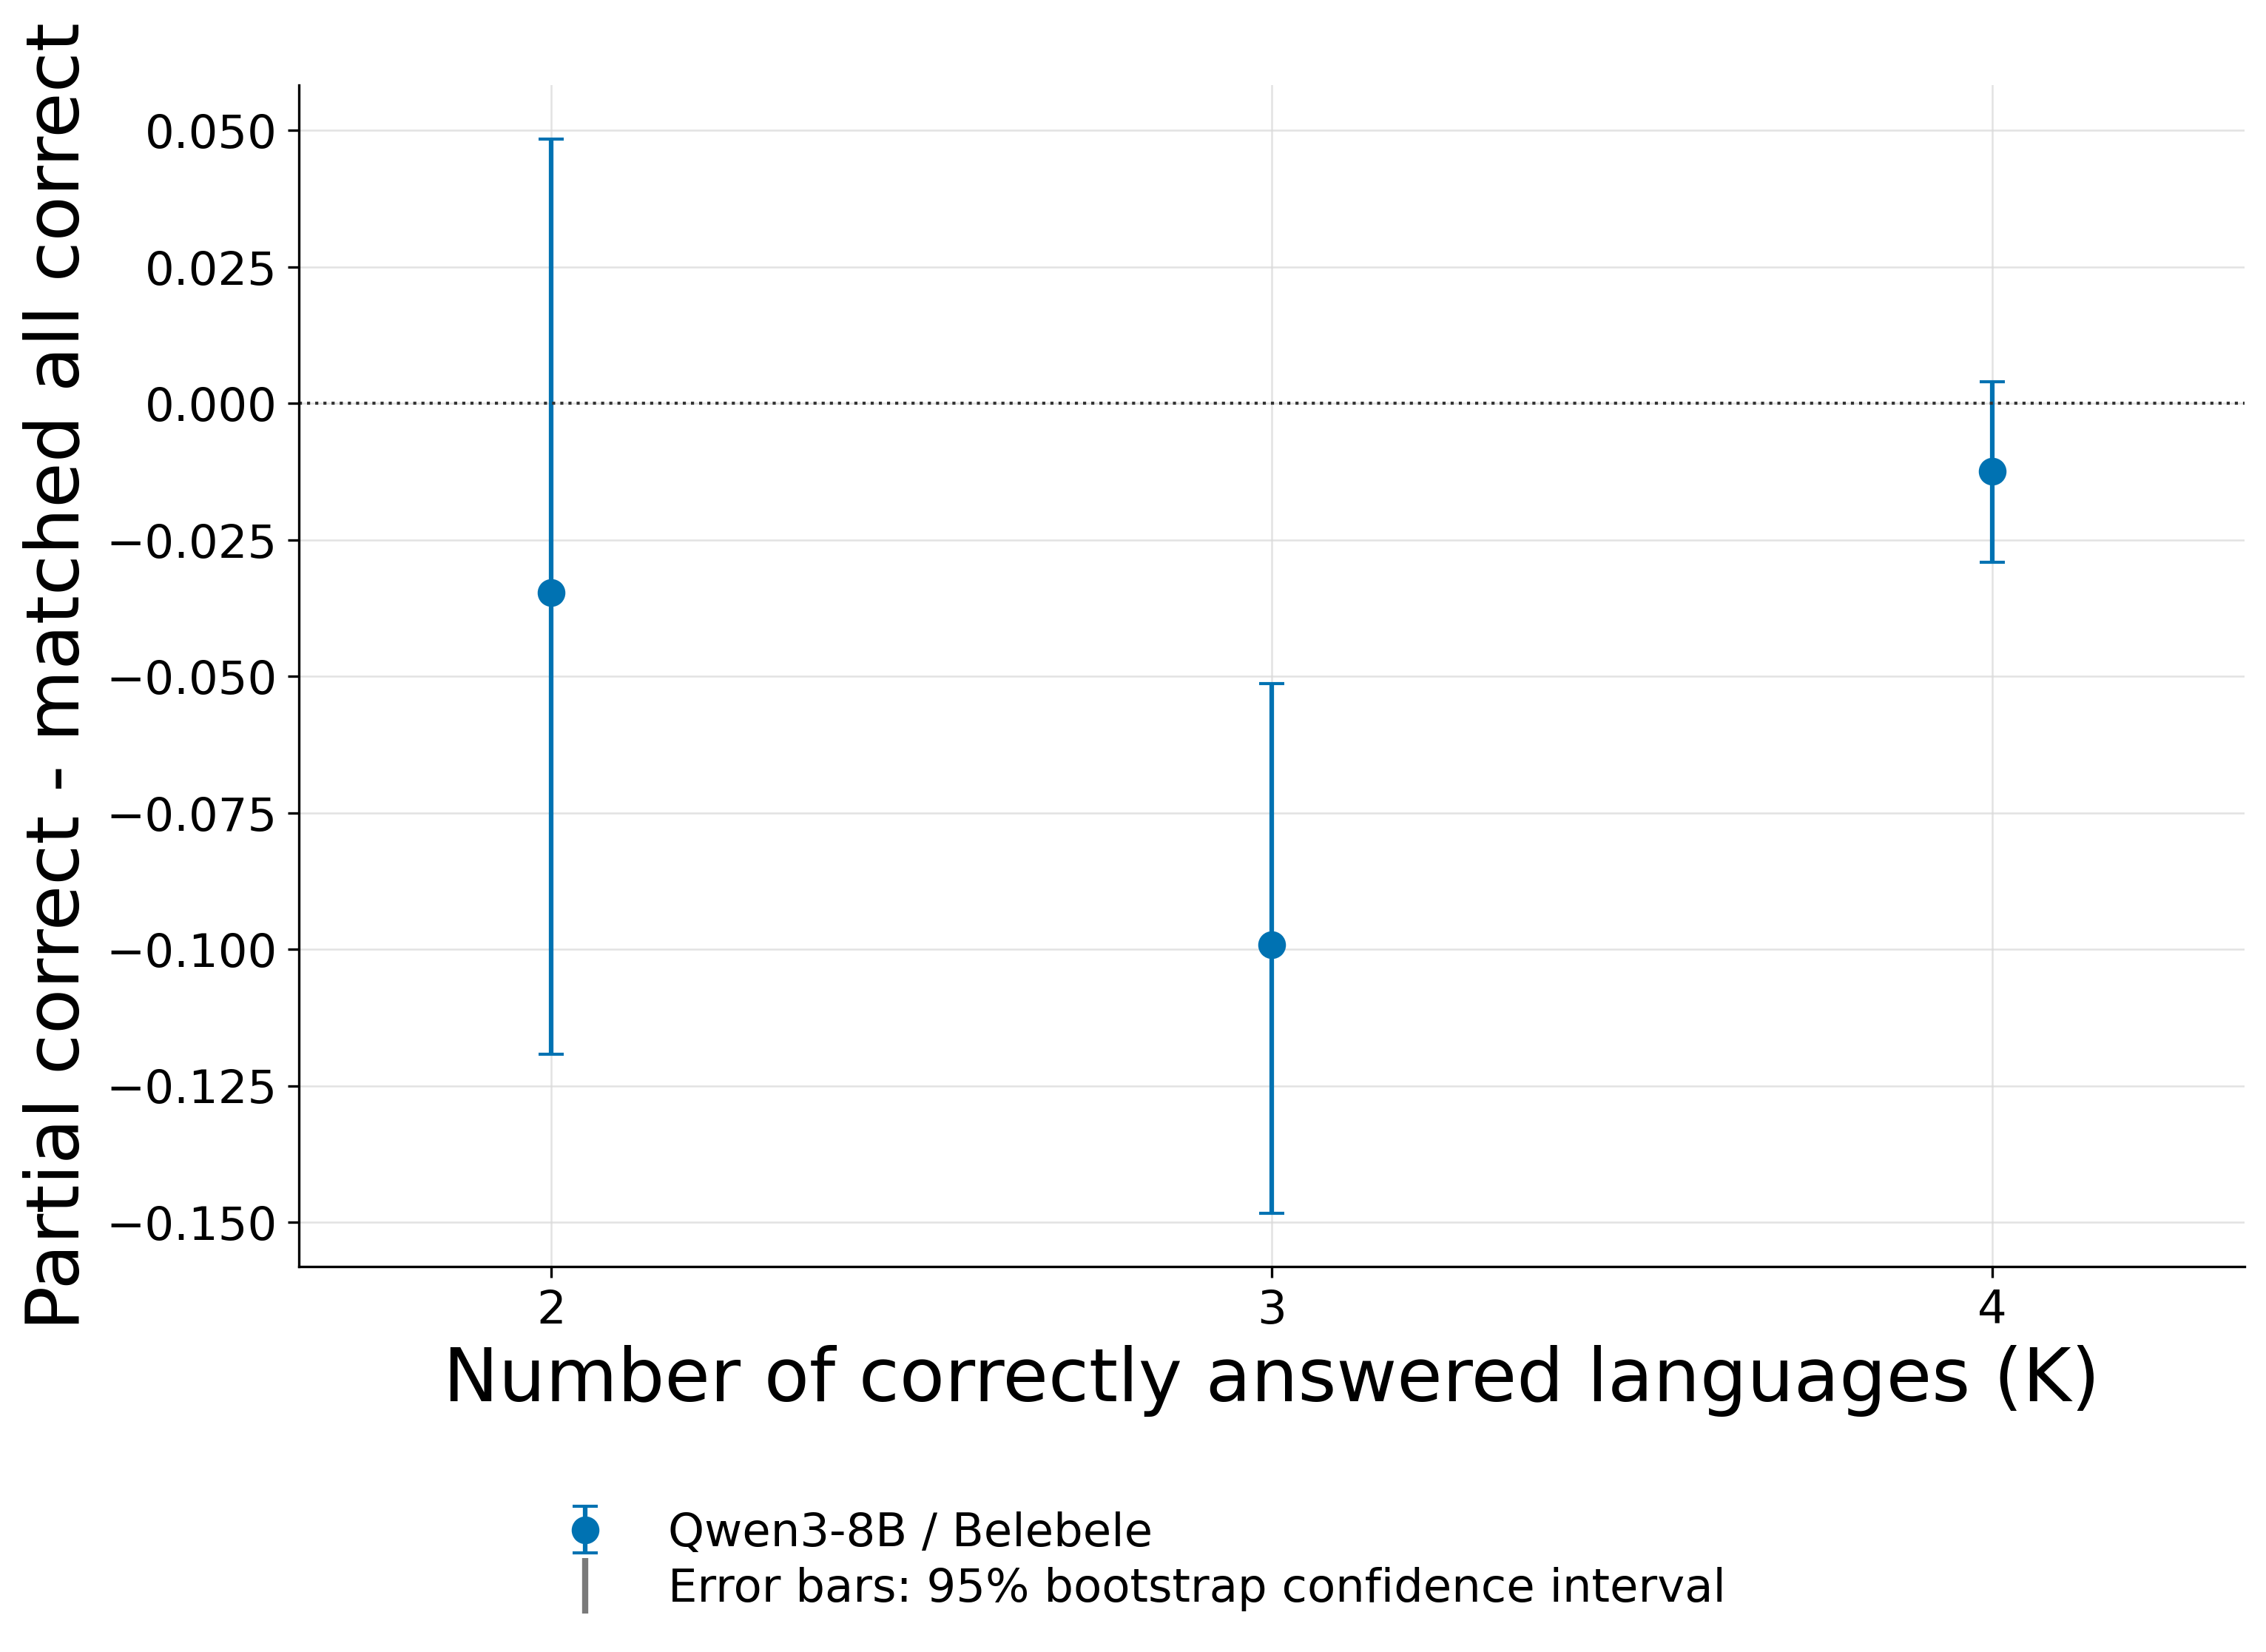 Partial correct - matched all correct
0.050
0.025
0.000
−0.025
−0.050
−0.075
−0.100
−0.125
−0.150
2 3 4
Number of correctly answered languages (K)
Qwen3-8B / Belebele
Error bars: 95% bootstrap confidence interval